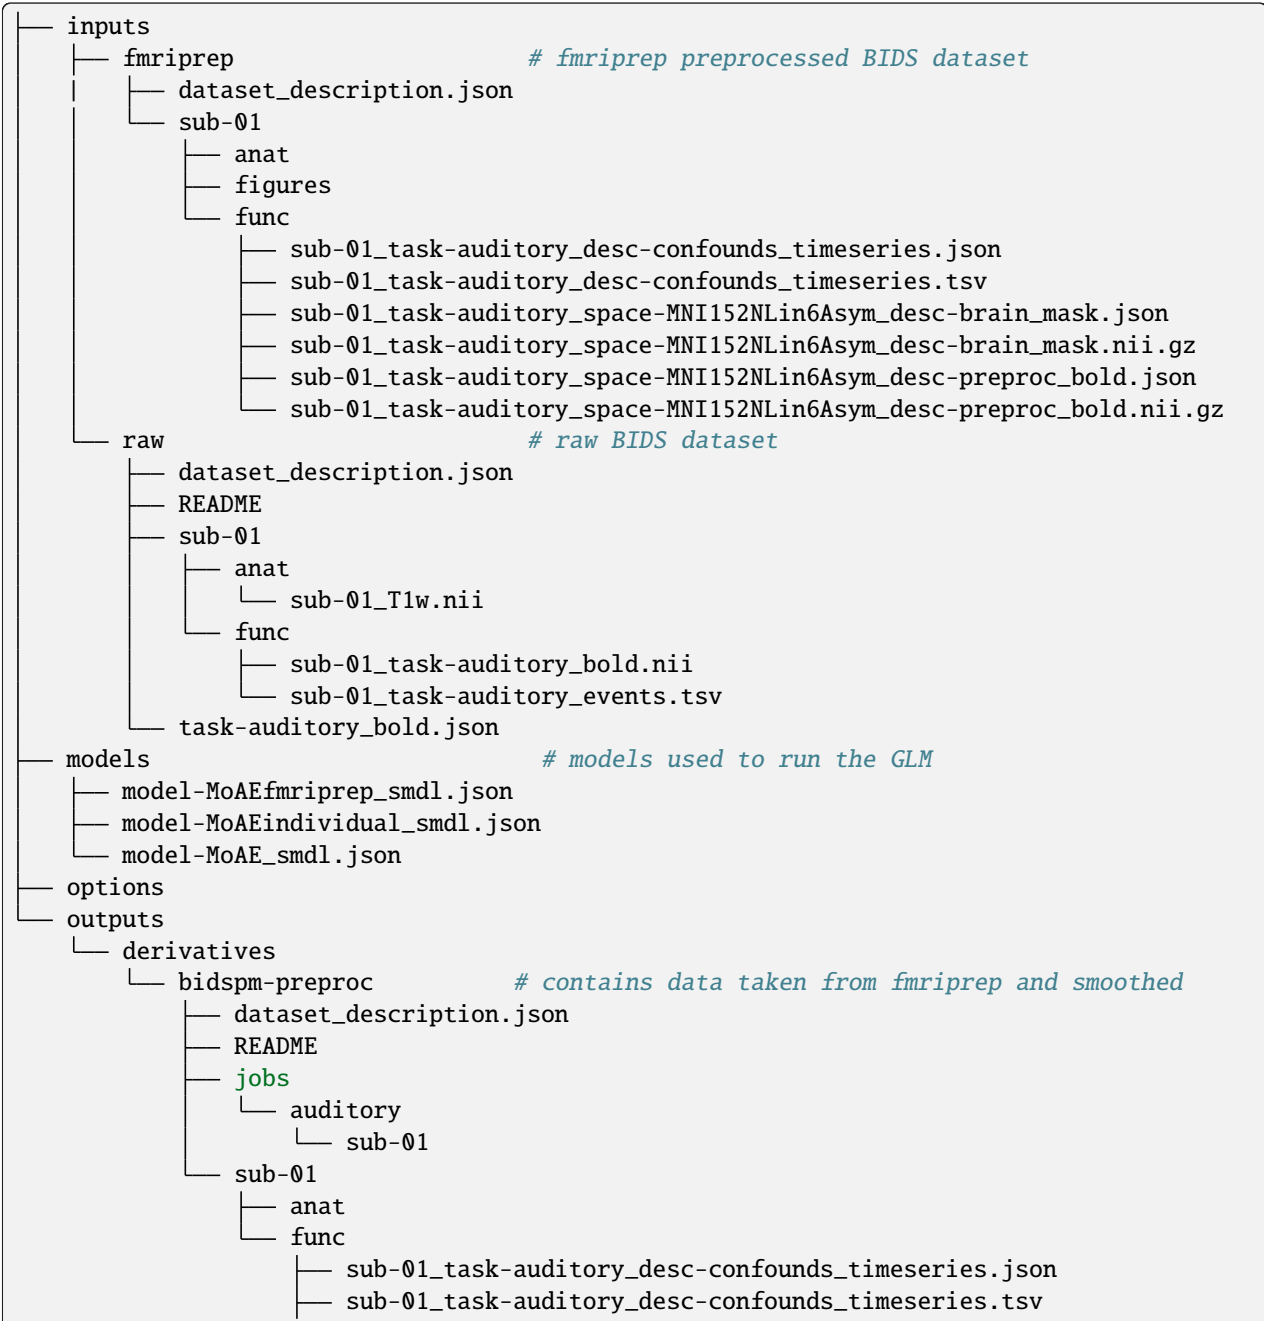 ├── inputs
│   ├── fmriprep                     # fmriprep preprocessed BIDS dataset
│   |   ├── dataset_description.json
│   │   └── sub-01
│   │       ├── anat
│   │       ├── figures
│   │       └── func
│   │           ├── sub-01_task-auditory_desc-confounds_timeseries.json
│   │           ├── sub-01_task-auditory_desc-confounds_timeseries.tsv
│   │           ├── sub-01_task-auditory_space-MNI152NLin6Asym_desc-brain_mask.json
│   │           ├── sub-01_task-auditory_space-MNI152NLin6Asym_desc-brain_mask.nii.gz
│   │           ├── sub-01_task-auditory_space-MNI152NLin6Asym_desc-preproc_bold.json
│   │           └── sub-01_task-auditory_space-MNI152NLin6Asym_desc-preproc_bold.nii.gz
│   └── raw                          # raw BIDS dataset
│       ├── dataset_description.json
│       ├── README
│       ├── sub-01
│       │   ├── anat
│       │   │   └── sub-01_T1w.nii
│       │   └── func
│       │       ├── sub-01_task-auditory_bold.nii
│       │       └── sub-01_task-auditory_events.tsv
│       └── task-auditory_bold.json
├── models                            # models used to run the GLM
│   ├── model-MoAEfmriprep_smdl.json
│   ├── model-MoAEindividual_smdl.json
│   └── model-MoAE_smdl.json
├── options
└── outputs
    └── derivatives
        └── bidspm-preproc          # contains data taken from fmriprep and smoothed
            ├── dataset_description.json
            ├── README
            ├── jobs
            │   └── auditory
            │       └── sub-01
            └── sub-01
                ├── anat
                └── func
                    ├── sub-01_task-auditory_desc-confounds_timeseries.json
                    ├── sub-01_task-auditory_desc-confounds_timeseries.tsv